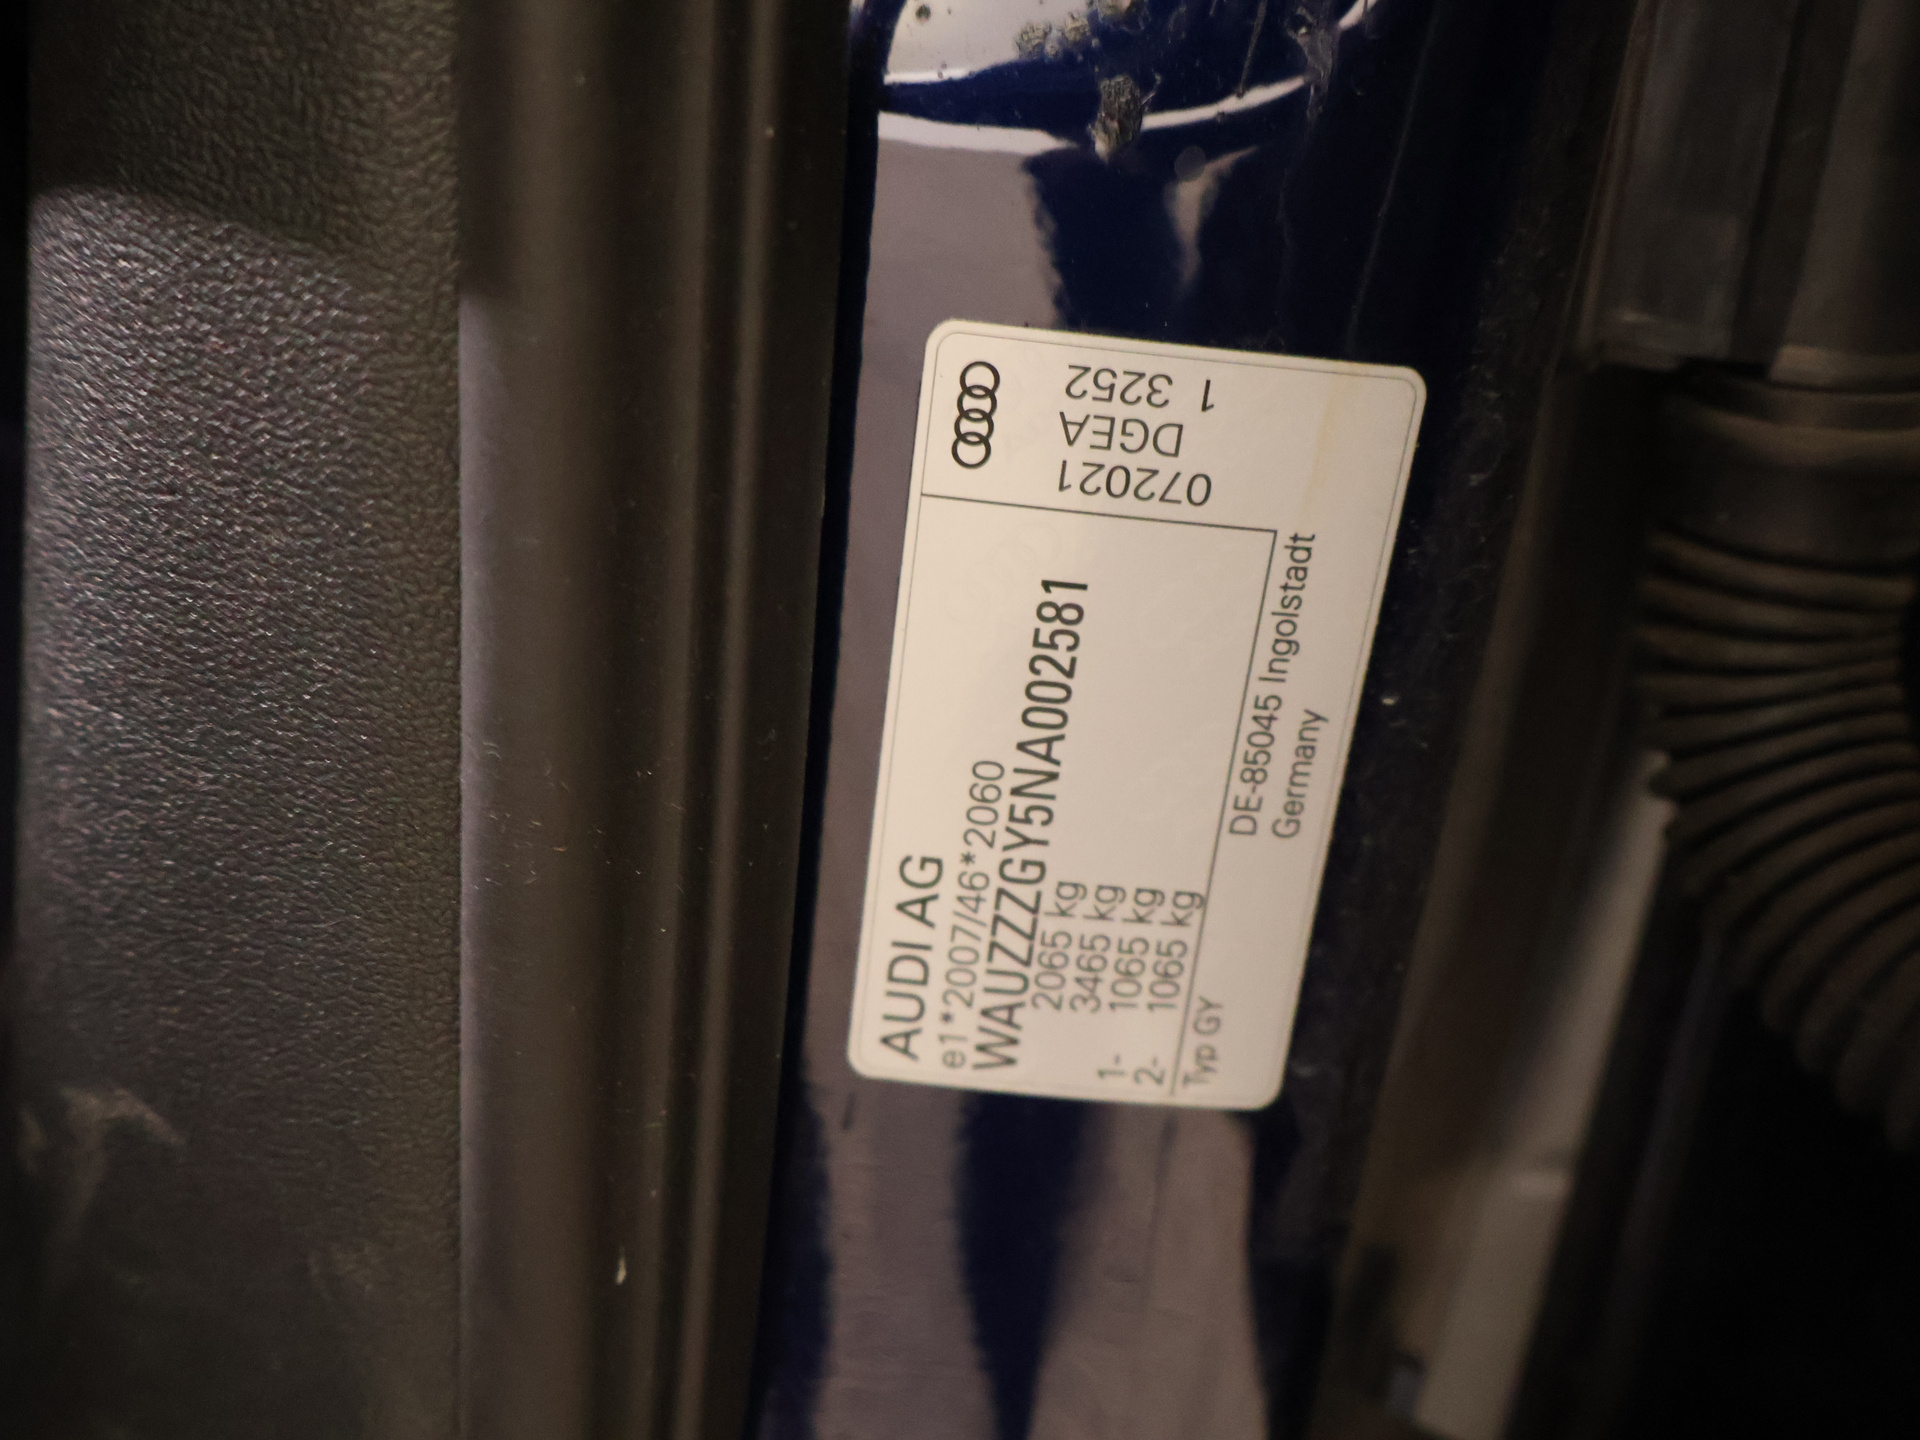 AUDI AG
e1*2007/46*2060
WAUZZZGY5NA002581
2065 kg
3465 kg
1- 1065 kg
2- 1065 kg
Typ GY
DE-85045 Ingolstadt
Germany
072021
DGEA
1 3252